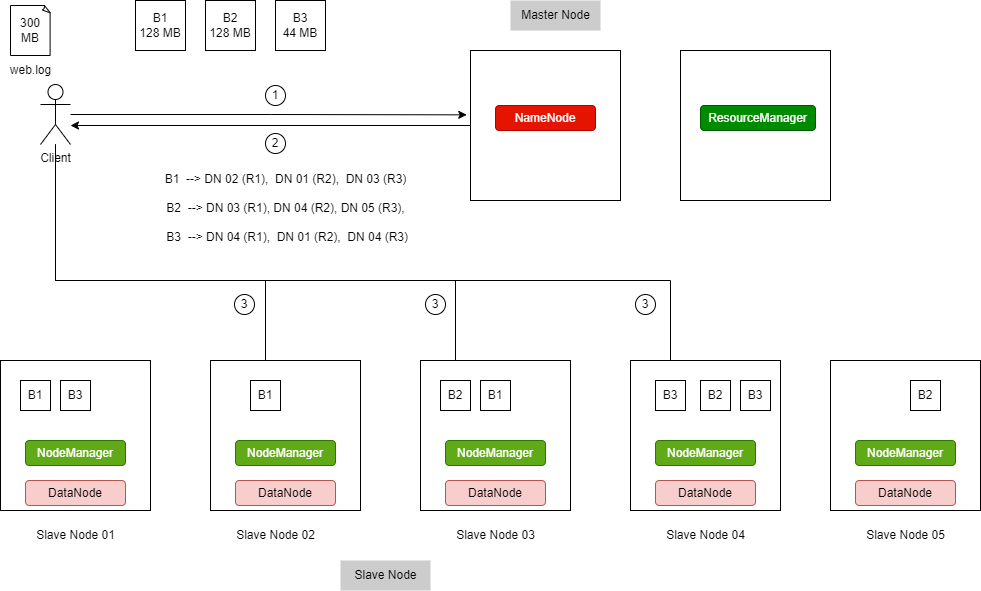 300
MB
web.log
B1
128 MB
B2
128 MB
B3
44 MB
Master Node
1
2
Client
NameNode
ResourceManager
B1 --> DN 02 (R1), DN 01 (R2), DN 03 (R3)
B2 --> DN 03 (R1), DN 04 (R2), DN 05 (R3),
B3 --> DN 04 (R1), DN 01 (R2), DN 04 (R3)
3
3
3
B1 B3
NodeManager
DataNode
Slave Node 01
B1
NodeManager
DataNode
Slave Node 02
B2 B1
NodeManager
DataNode
Slave Node 03
B3 B2 B3
NodeManager
DataNode
Slave Node 04
B2
NodeManager
DataNode
Slave Node 05
Slave Node